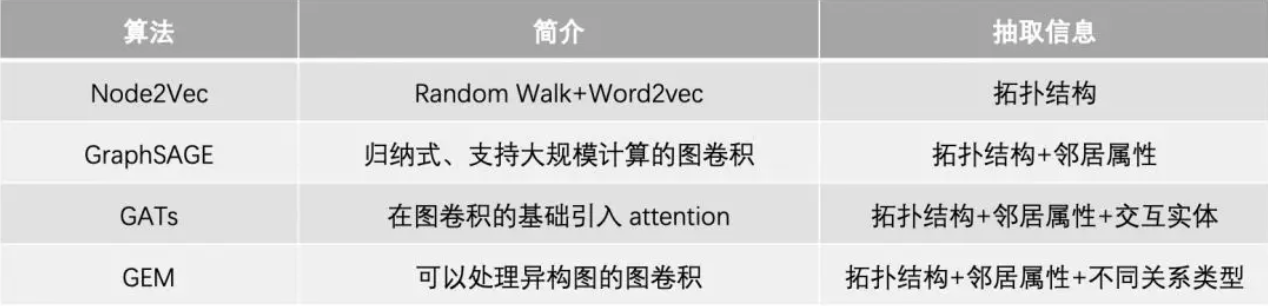 算法 简介 抽取信息
Node2Vec Random Walk+Word2vec 拓扑结构
GraphSAGE 归纳式、支持大规模计算的图卷积 拓扑结构+邻居属性
GATs 在图卷积的基础引入 attention 拓扑结构+邻居属性+交互实体
GEM 可以处理异构图的图卷积 拓扑结构+邻居属性+不同关系类型